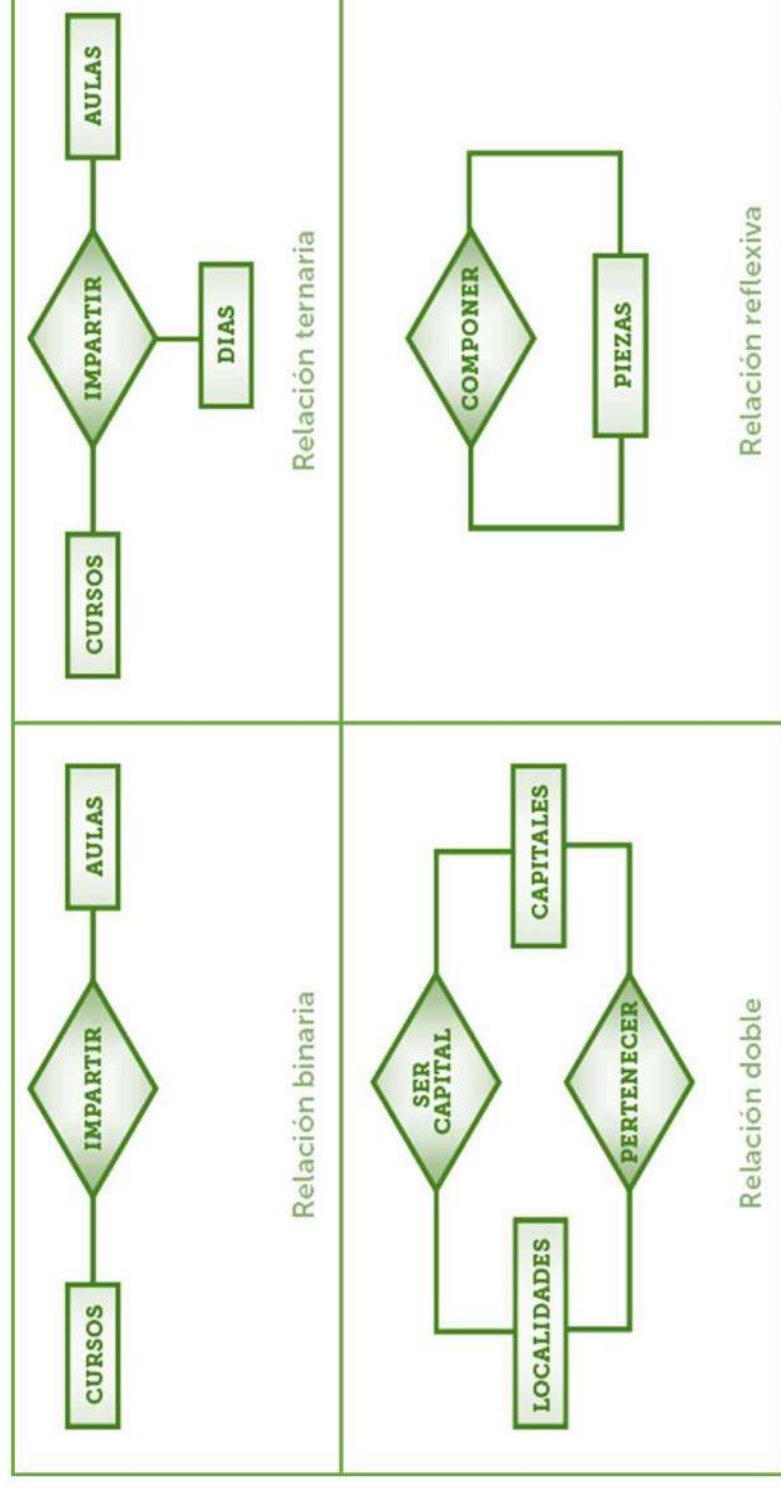 CURSOS
IMPARTIR
AULAS
Relación binaria
CURSOS
IMPARTIR
AULAS
DIAS
Relación ternaria
SER
CAPITAL
LOCALIDADES
CAPITALES
PERTENECER
Relación doble
COMPONER
PIEZAS
Relación reflexiva